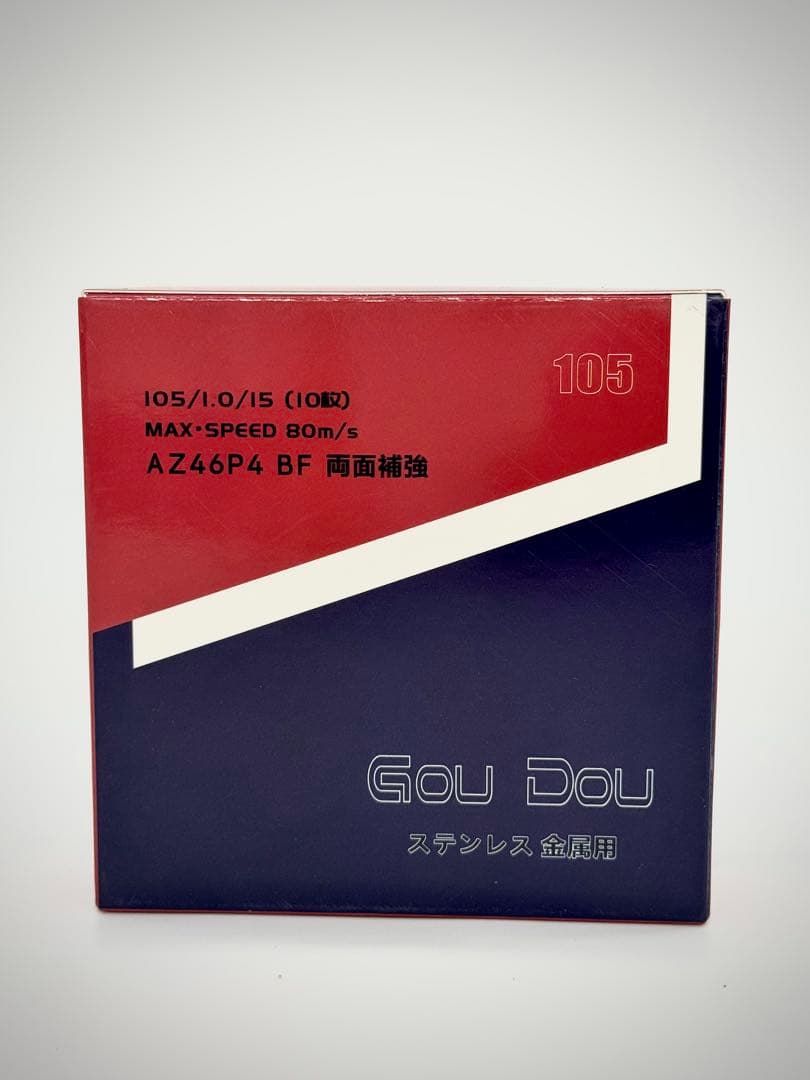 105
105/1.0/15 (10枚)
MAX・SPEED 80m/s
AZ46P4 BF 両面補強
GOU DOU
ステンレス 金属用